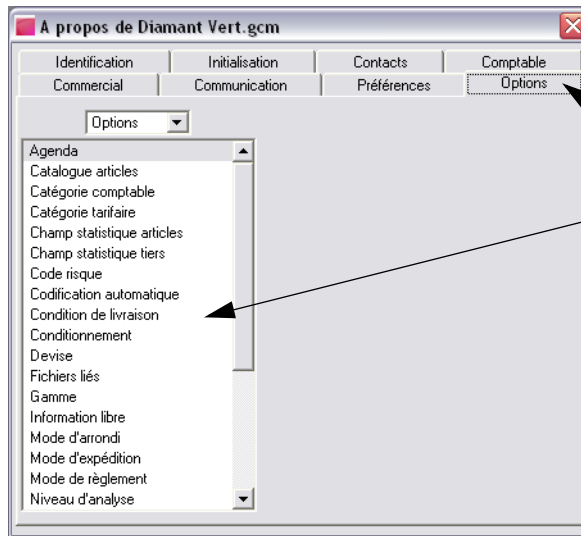 A propos de Diamant Vert.gcm
Identification Initialisation Contacts Comptable
Commercial Communication Préférences Options
Options
Agenda
Catalogue articles
Catégorie comptable
Catégorie tarifaire
Champ statistique articles
Champ statistique tiers
Code risque
Codification automatique
Condition de livraison
Conditionnement
Devise
Fichiers liés
Gamme
Information libre
Mode d'arrondi
Mode d'expédition
Mode de règlement
Niveau d'analyse